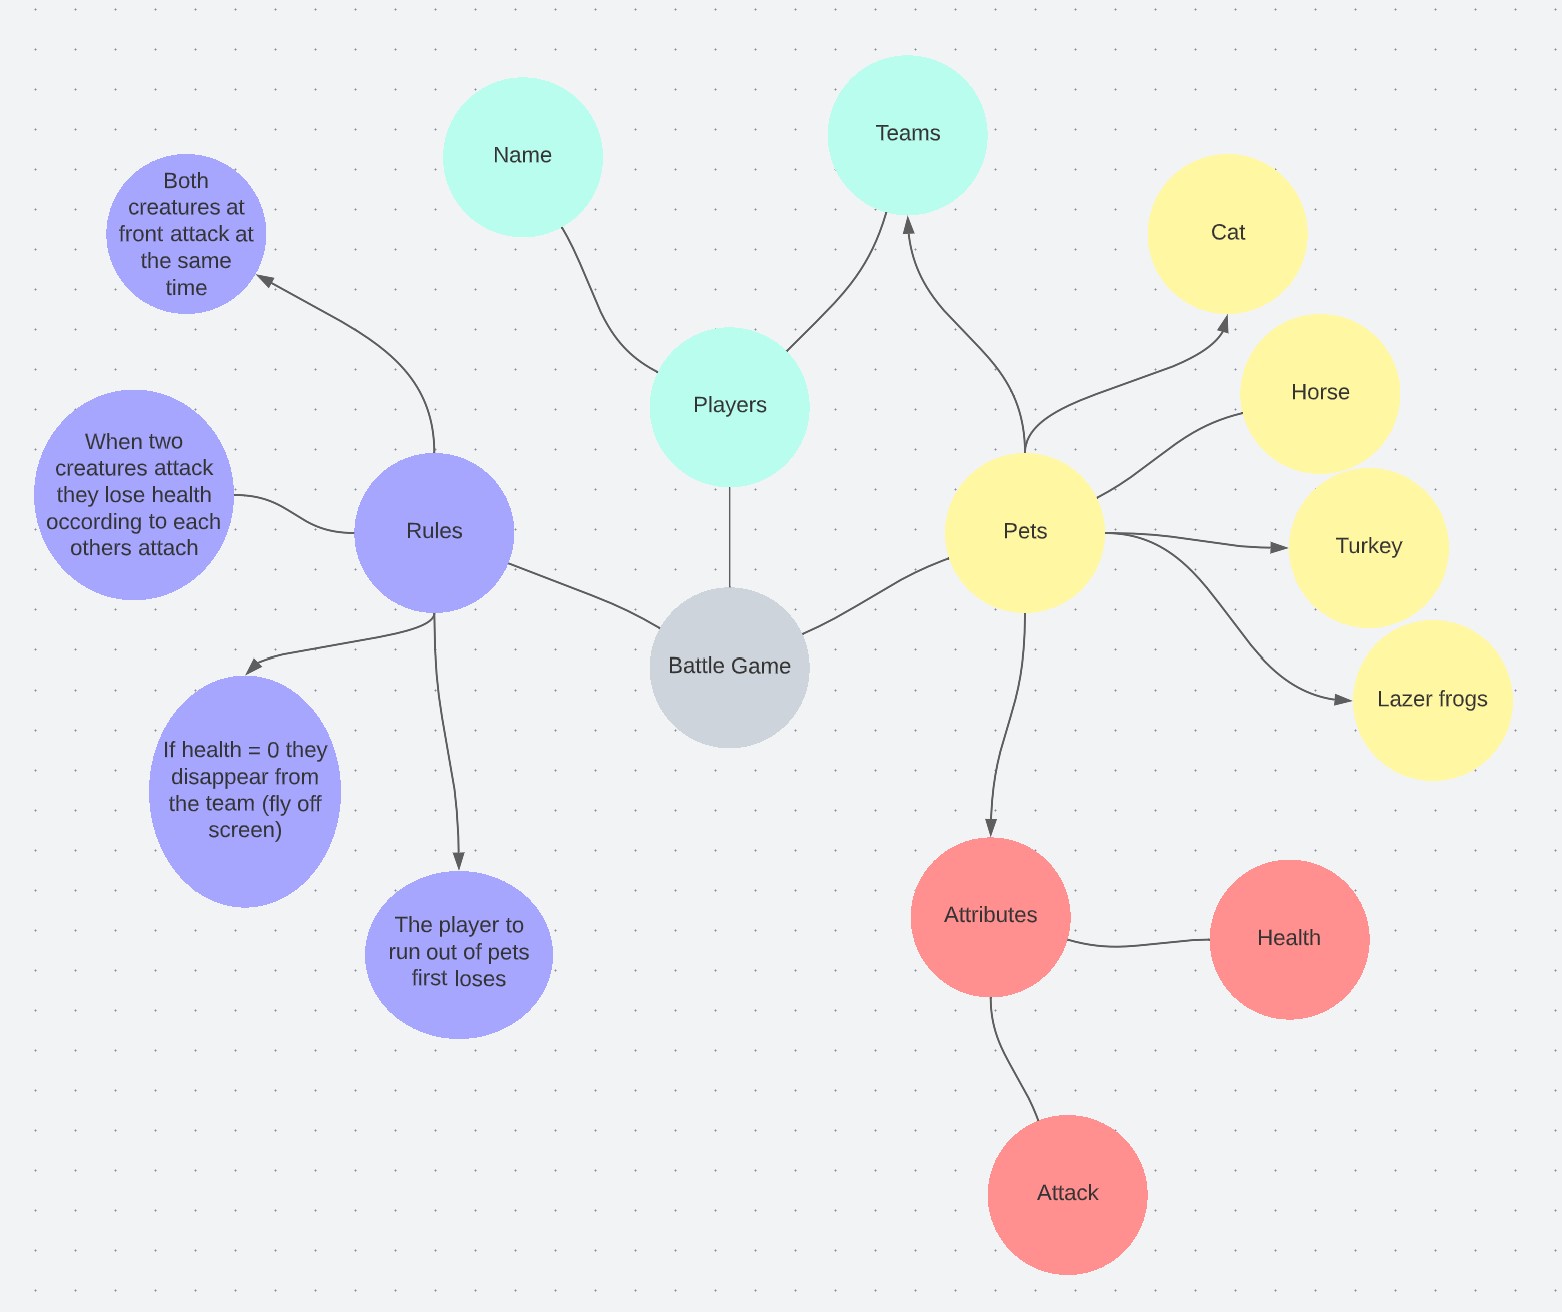 Name
Teams
Both
creatures at
front attack at
the same
time
Cat
Horse
Players
When two
creatures attack
they lose health
occording to each
others attach
Rules
Pets
Turkey
Battle Game
Lazer frogs
If health = 0 they
disappear from
the team (fly off
screen)
The player to
run out of pets
first loses
Attributes
Health
Attack